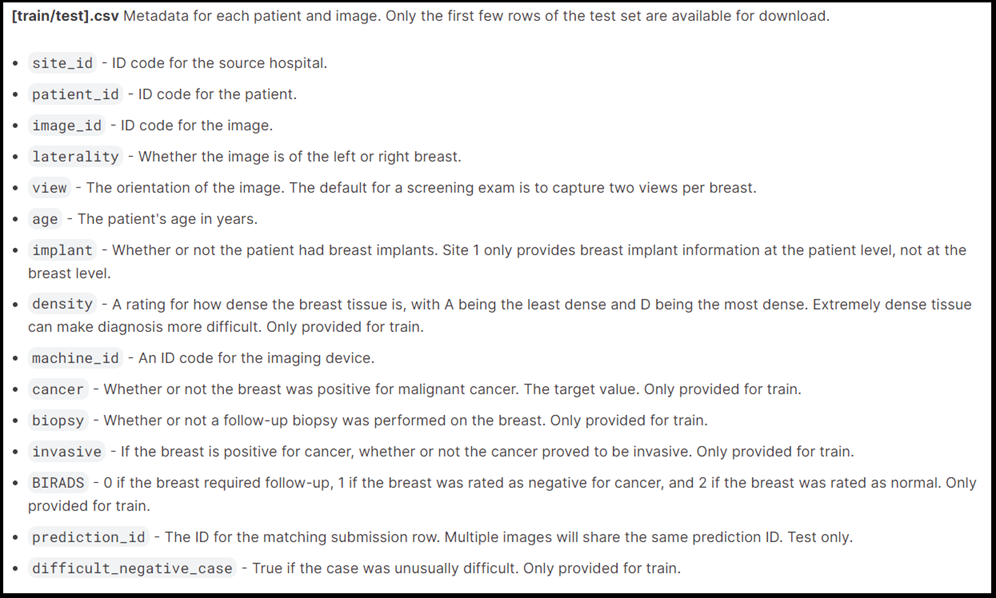 [train/test].csv Metadata for each patient and image. Only the first few rows of the test set are available for download.
• site_id - ID code for the source hospital.
• patient_id - ID code for the patient.
• image_id - ID code for the image.
• laterality - Whether the image is of the left or right breast.
• view - The orientation of the image. The default for a screening exam is to capture two views per breast.
• age - The patient's age in years.
• implant - Whether or not the patient had breast implants. Site 1 only provides breast implant information at the patient level, not at the
breast level.
• density - A rating for how dense the breast tissue is, with A being the least dense and D being the most dense. Extremely dense tissue
can make diagnosis more difficult. Only provided for train.
• machine_id - An ID code for the imaging device.
• cancer - Whether or not the breast was positive for malignant cancer. The target value. Only provided for train.
• biopsy - Whether or not a follow-up biopsy was performed on the breast. Only provided for train.
• invasive - If the breast is positive for cancer, whether or not the cancer proved to be invasive. Only provided for train.
• BIRADS - 0 if the breast required follow-up, 1 if the breast was rated as negative for cancer, and 2 if the breast was rated as normal. Only
provided for train.
• prediction_id - The ID for the matching submission row. Multiple images will share the same prediction ID. Test only.
• difficult_negative_case - True if the case was unusually difficult. Only provided for train.